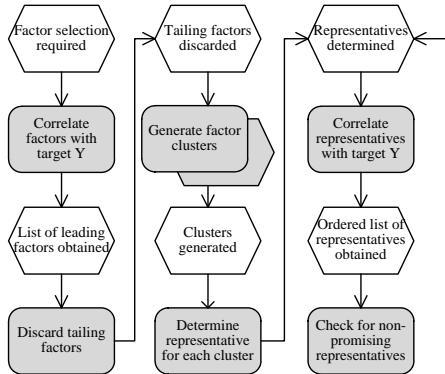 Factor selection
required
Correlate
factors with
target Y
List of leading
factors obtained
Discard tailing
factors
Tailing factors
discarded
Generate factor
clusters
Clusters
generated
Determine
representative
for each cluster
Representatives
determined
Correlate
representatives
with target Y
Ordered list of
representatives
obtained
Check for non-
promising
representatives